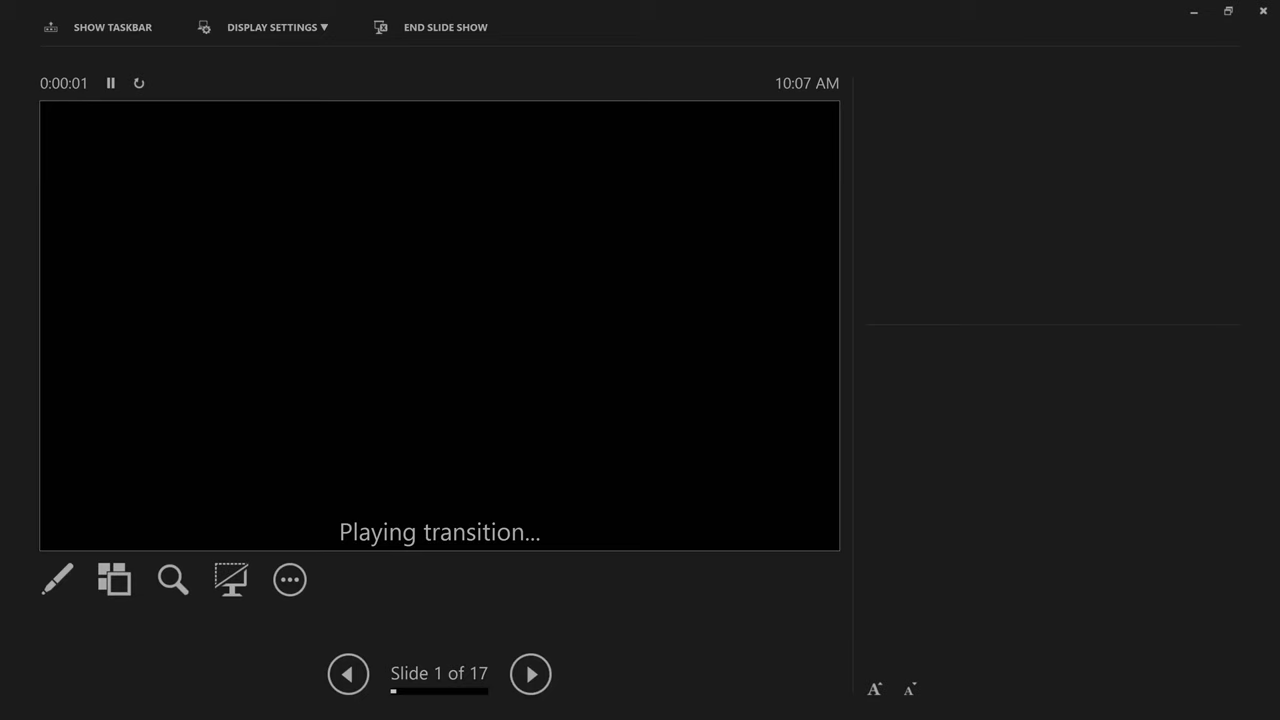 SHOW TASKBAR
DISPLAY SETTINGS ▼
END SLIDE SHOW
0:00:01
10:07 AM
Playing transition...
Slide 1 of 17
A A